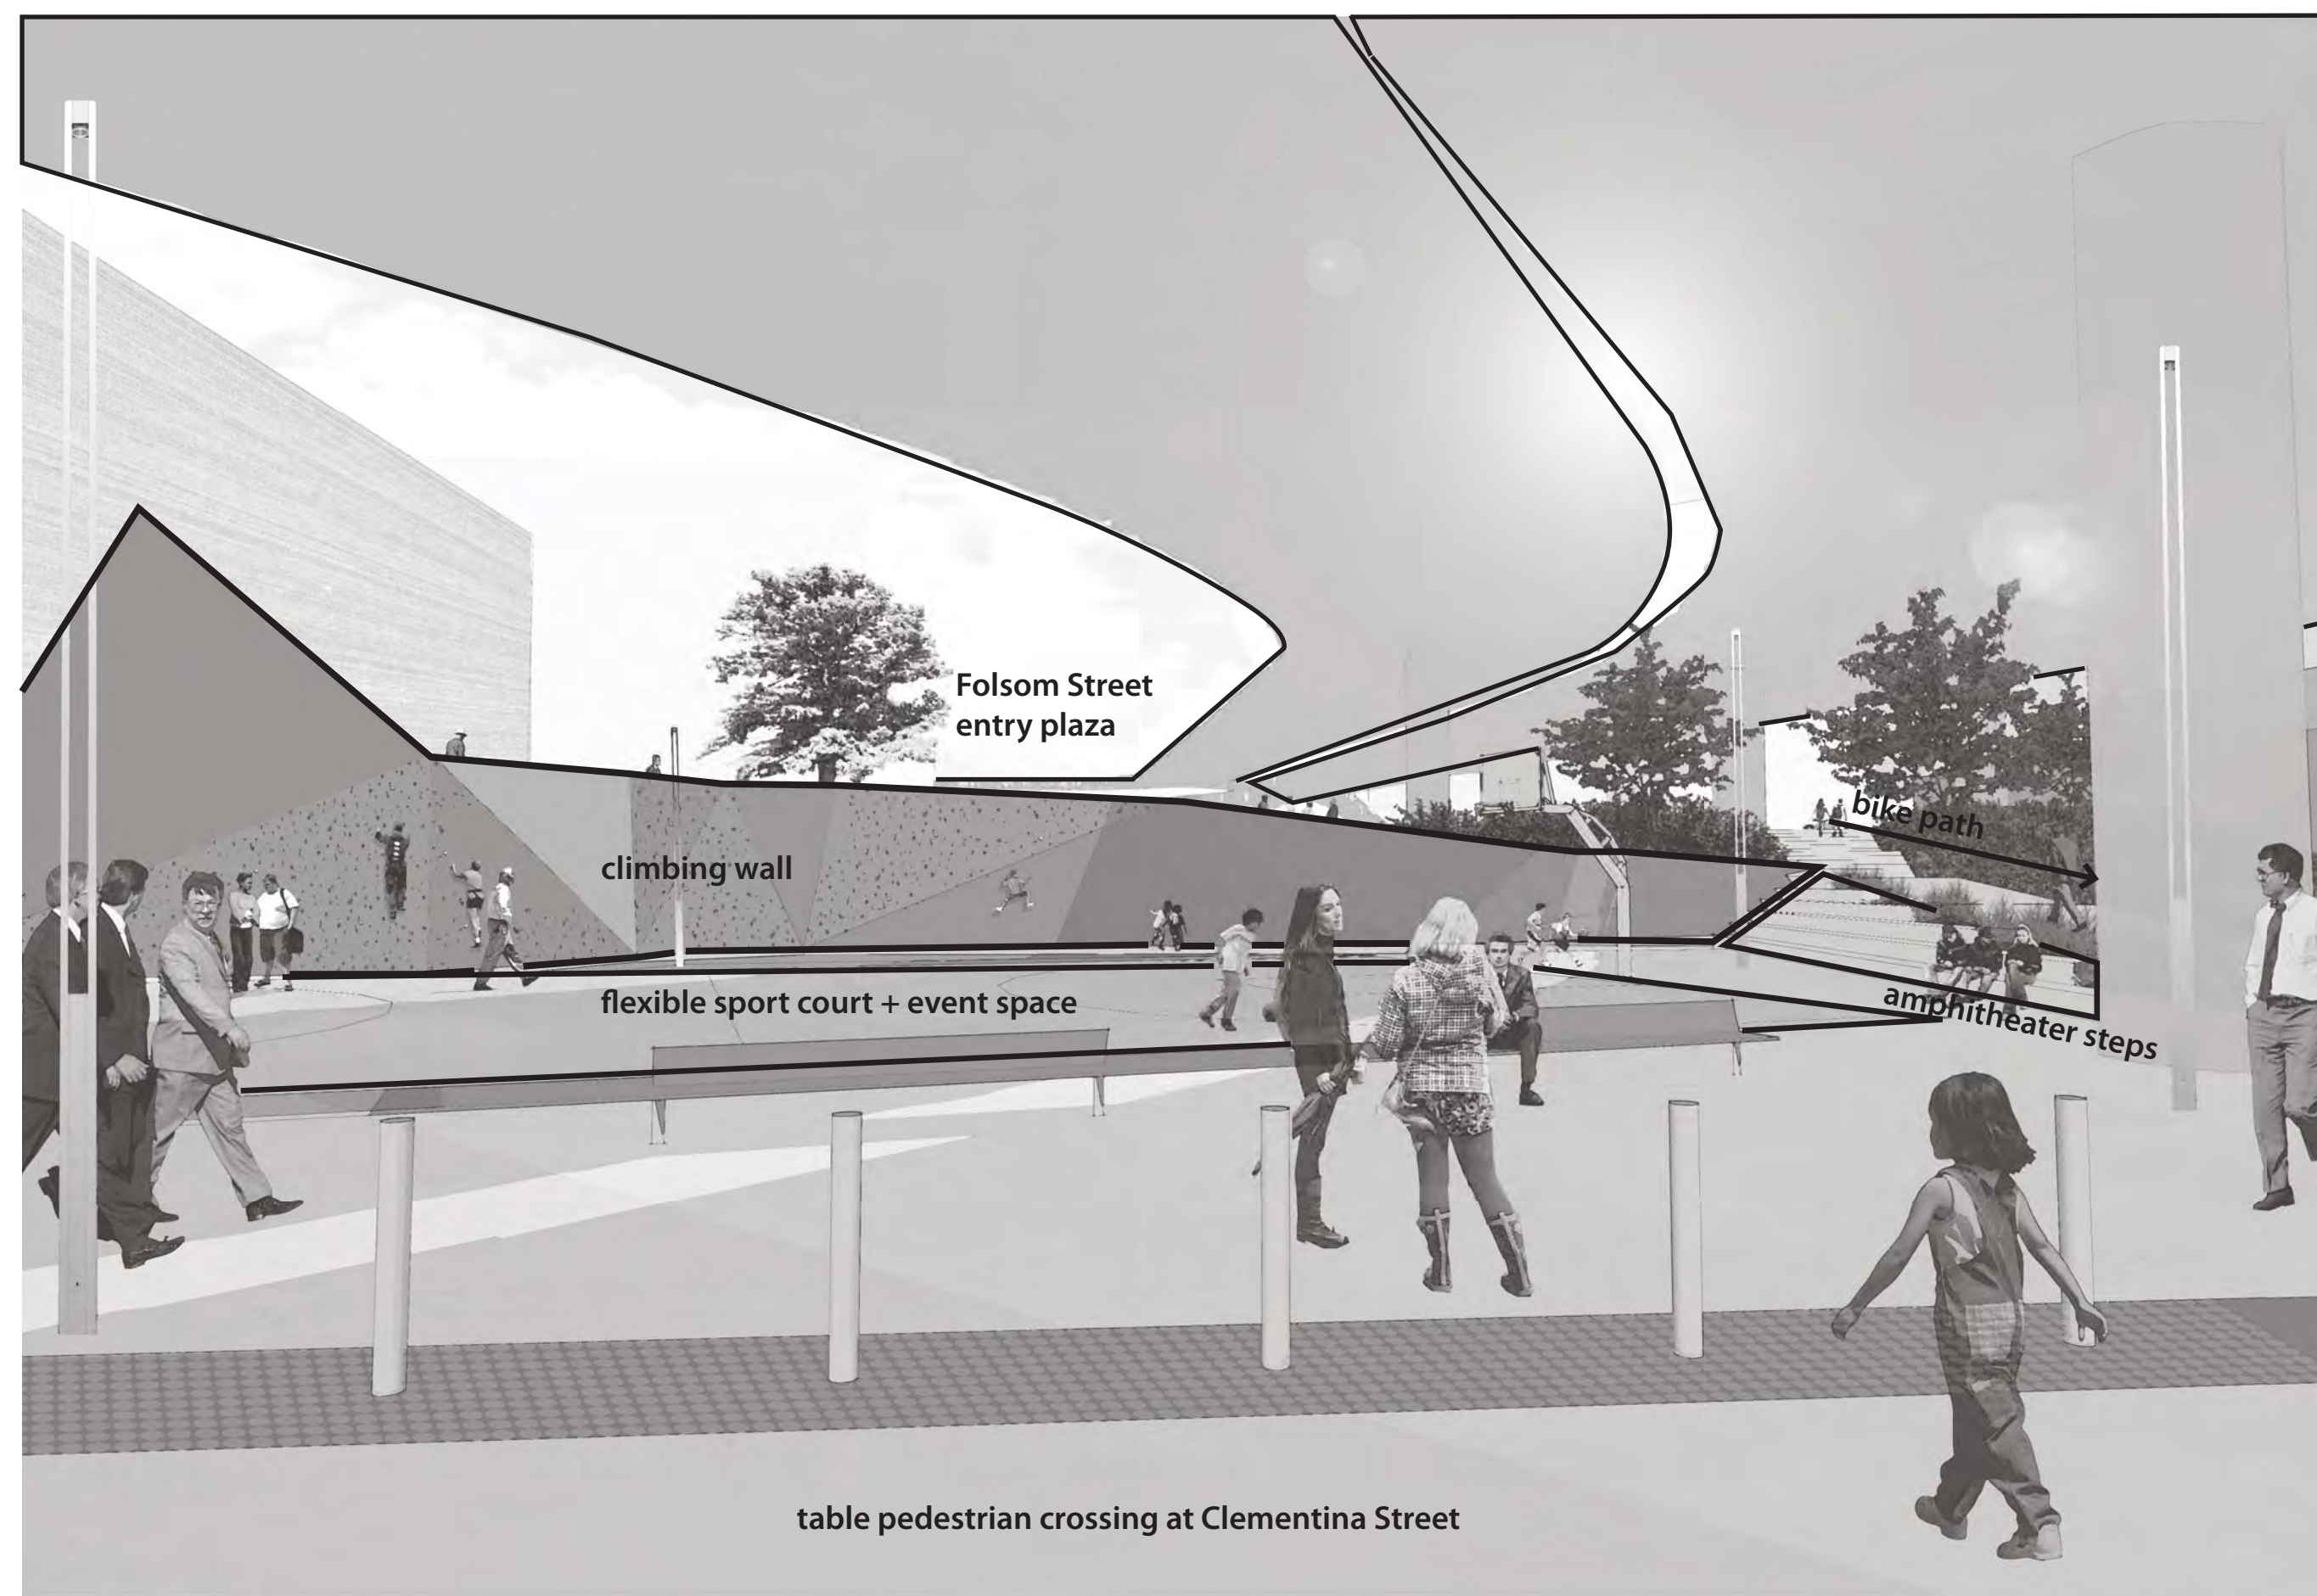 Folsom Street
entry plaza
bike path
climbing wall
flexible sport court + event space
amphitheater steps
table pedestrian crossing at Clementina Street